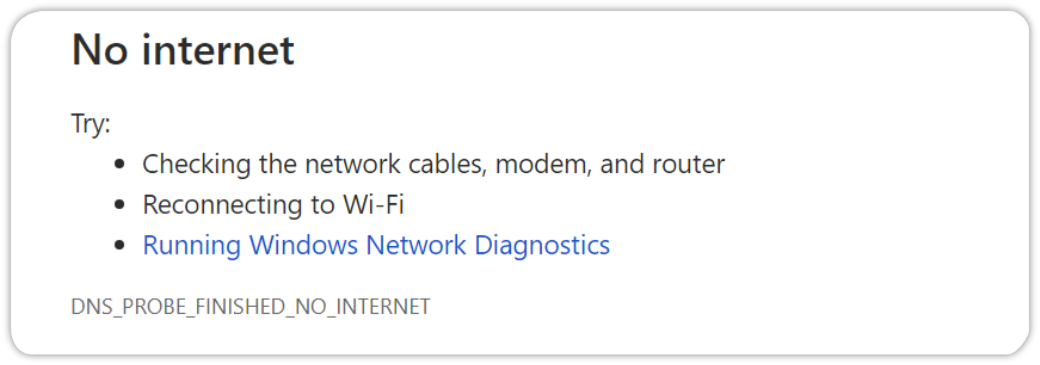 No internet
Try:
• Checking the network cables, modem, and router
• Reconnecting to Wi-Fi
• Running Windows Network Diagnostics
DNS_PROBE_FINISHED_NO_INTERNET